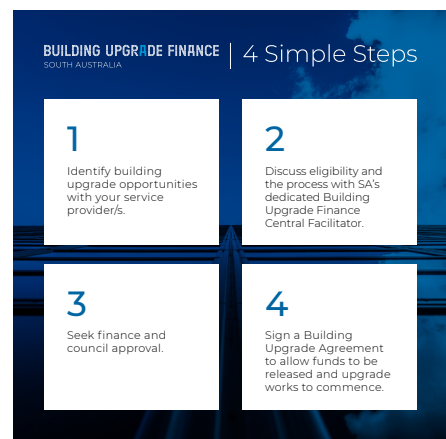 BUILDING UPGRADE FINANCE
SOUTH AUSTRALIA
4 Simple Steps
1
Identify building
upgrade opportunities
with your service
provider/s.
2
Discuss eligibility and
the process with SA's
dedicated Building
Upgrade Finance
Central Facilitator.
3
Seek finance and
council approval.
4
Sign a Building
Upgrade Agreement
to allow funds to be
released and upgrade
works to commence.